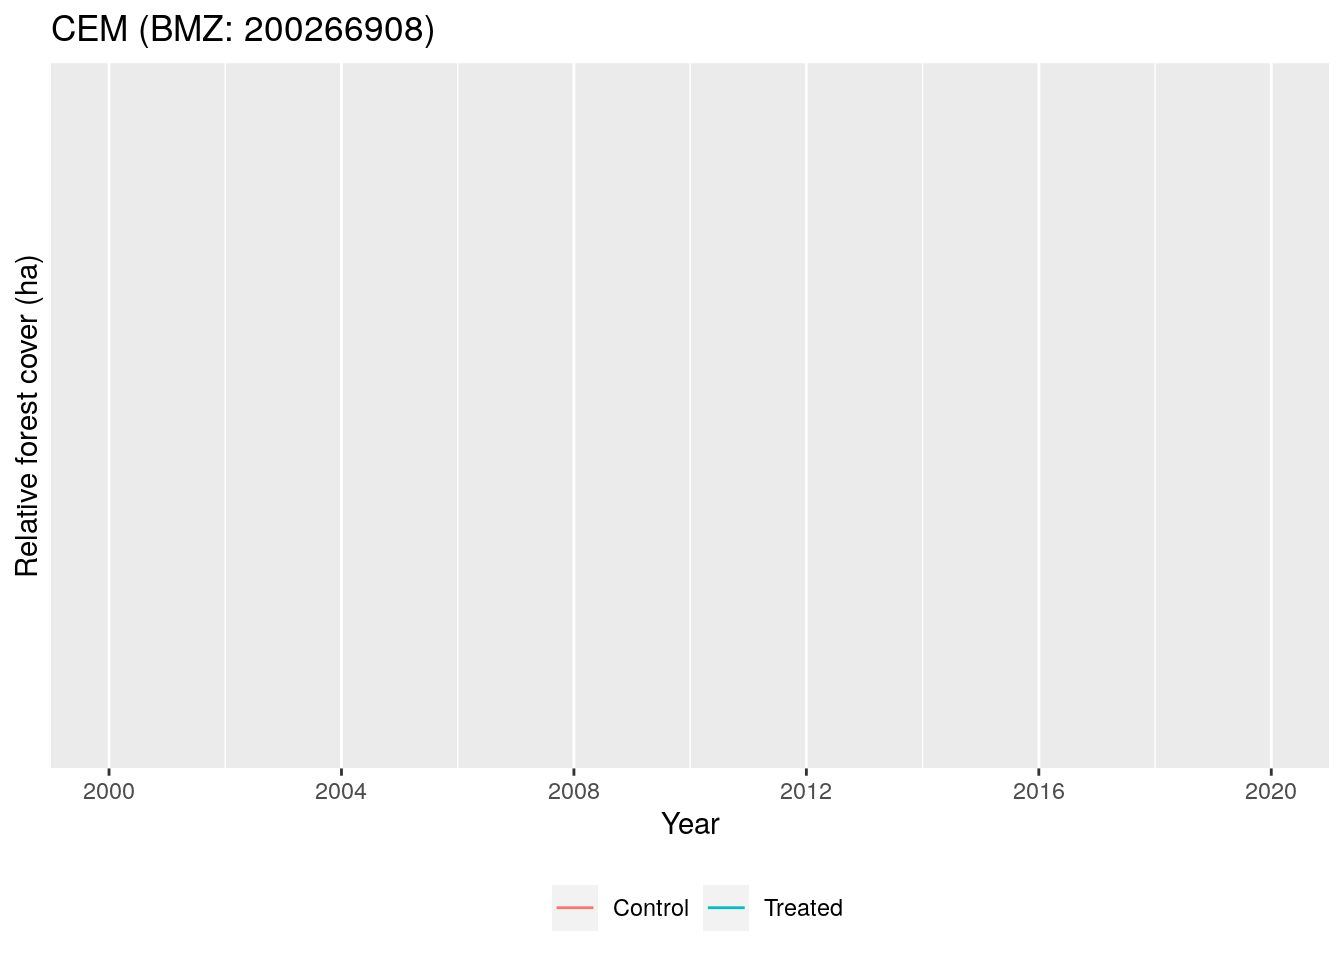 CEM (BMZ: 200266908)
Relative forest cover (ha)
2000 2004 2008 2012 2016 2020
Year
Control Treated